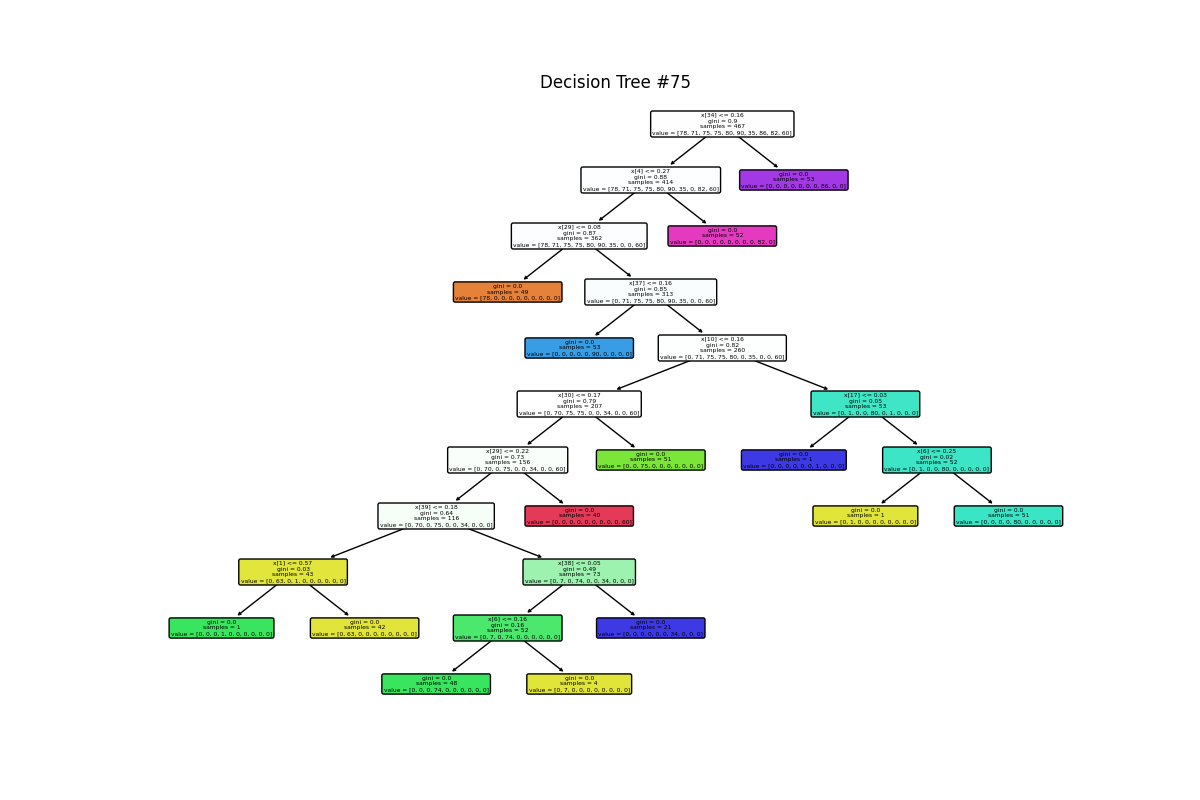 Decision Tree #75
x[34] <= 0.16
gini = 0.9
samples = 467
value = [78, 71, 75, 75, 80, 90, 35, 86, 82, 60]
x[4] <= 0.27
gini = 0.88
samples = 414
value = [78, 71, 75, 75, 80, 90, 35, 0, 82, 60]
gini = 0.0
samples = 53
value = [0, 0, 0, 0, 0, 0, 0, 86, 0, 0]
x[29] <= 0.08
gini = 0.87
samples = 362
value = [78, 71, 75, 75, 80, 90, 35, 0, 0, 60]
gini = 0.0
samples = 52
value = [0, 0, 0, 0, 0, 0, 0, 0, 82, 0]
gini = 0.0
samples = 49
value = [78, 0, 0, 0, 0, 0, 0, 0, 0, 0]
x[37] <= 0.16
gini = 0.85
samples = 313
value = [0, 71, 75, 75, 80, 90, 35, 0, 0, 60]
gini = 0.0
samples = 53
value = [0, 0, 0, 0, 0, 90, 0, 0, 0, 0]
x[10] <= 0.16
gini = 0.82
samples = 260
value = [0, 71, 75, 75, 80, 0, 35, 0, 0, 60]
x[30] <= 0.17
gini = 0.79
samples = 207
value = [0, 70, 75, 75, 0, 0, 34, 0, 0, 60]
x[17] <= 0.03
gini = 0.05
samples = 53
value = [0, 1, 0, 0, 80, 0, 1, 0, 0, 0]
x[29] <= 0.22
gini = 0.73
samples = 156
value = [0, 70, 0, 75, 0, 0, 34, 0, 0, 60]
gini = 0.0
samples = 51
value = [0, 0, 75, 0, 0, 0, 0, 0, 0, 0]
gini = 0.0
samples = 1
value = [0, 0, 0, 0, 0, 0, 1, 0, 0, 0]
x[6] <= 0.25
gini = 0.02
samples = 52
value = [0, 1, 0, 0, 80, 0, 0, 0, 0, 0]
x[39] <= 0.18
gini = 0.64
samples = 116
value = [0, 70, 0, 75, 0, 0, 34, 0, 0, 0]
gini = 0.0
samples = 40
value = [0, 0, 0, 0, 0, 0, 0, 0, 0, 60]
gini = 0.0
samples = 1
value = [0, 1, 0, 0, 0, 0, 0, 0, 0, 0]
gini = 0.0
samples = 51
value = [0, 0, 0, 0, 80, 0, 0, 0, 0, 0]
x[1] <= 0.57
gini = 0.03
samples = 43
value = [0, 63, 0, 1, 0, 0, 0, 0, 0, 0]
x[38] <= 0.05
gini = 0.49
samples = 73
value = [0, 7, 0, 74, 0, 0, 34, 0, 0, 0]
gini = 0.0
samples = 1
value = [0, 0, 0, 1, 0, 0, 0, 0, 0, 0]
gini = 0.0
samples = 42
value = [0, 63, 0, 0, 0, 0, 0, 0, 0, 0]
x[6] <= 0.16
gini = 0.16
samples = 52
value = [0, 7, 0, 74, 0, 0, 0, 0, 0, 0]
gini = 0.0
samples = 21
value = [0, 0, 0, 0, 0, 0, 34, 0, 0, 0]
gini = 0.0
samples = 48
value = [0, 0, 0, 74, 0, 0, 0, 0, 0, 0]
gini = 0.0
samples = 4
value = [0, 7, 0, 0, 0, 0, 0, 0, 0, 0]